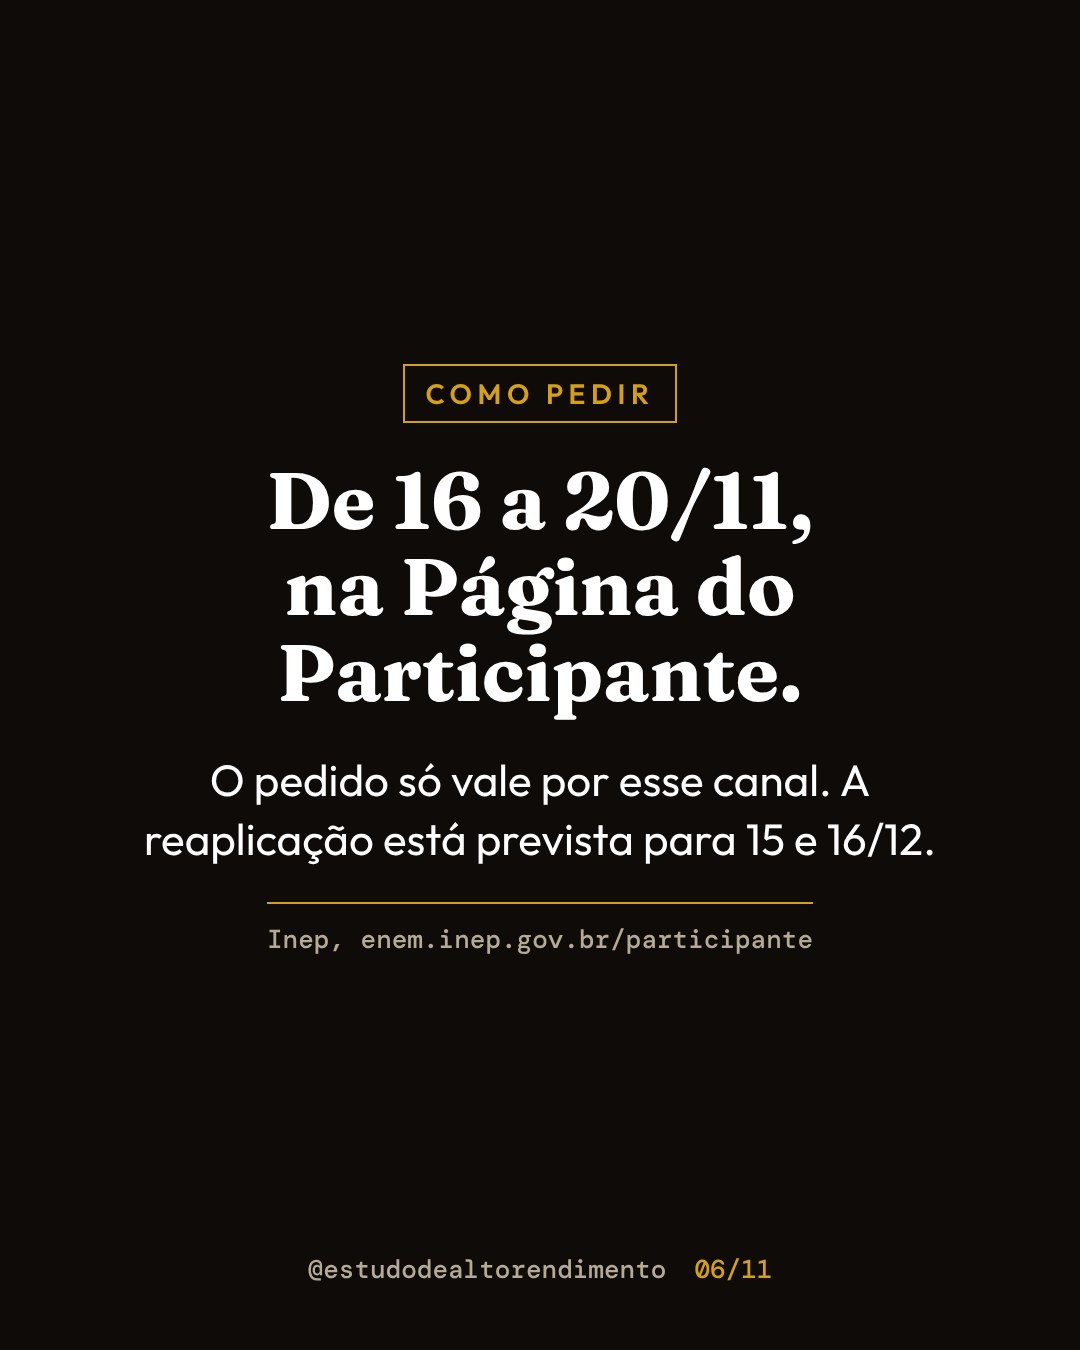 COMO PEDIR
De 16 a 20/11,
na Página do
Participante.
O pedido só vale por esse canal. A
reaplicação está prevista para 15 e 16/12.
Inep, enem.inep.gov.br/participante
@estudodealtorendimento 06/11